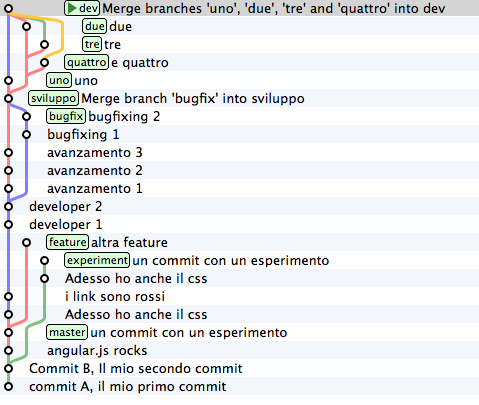 dev Merge branches 'uno', 'due', 'tre' and 'quattro' into dev
due due
tre tre
quattro e quattro
uno uno
sviluppo Merge branch 'bugfix' into sviluppo
bugfix bugfixing 2
bugfixing 1
avanzamento 3
avanzamento 2
avanzamento 1
developer 2
developer 1
feature altra feature
experiment un commit con un esperimento
Adesso ho anche il css
i link sono rossi
Adesso ho anche il css
master un commit con un esperimento
angular.js rocks
Commit B, Il mio secondo commit
commit A, il mio primo commit